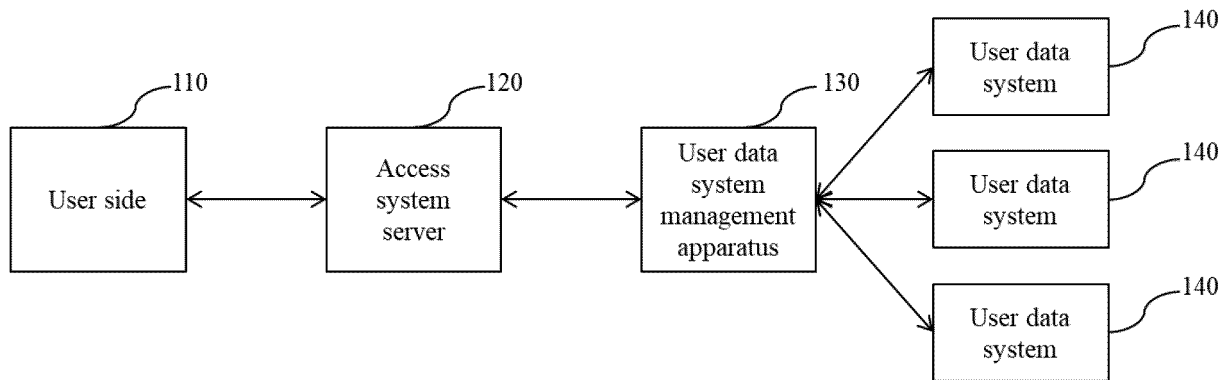 110
User side
120
Access
system
server
130
User data
system
management
apparatus
140
User data
system
140
User data
system
140
User data
system